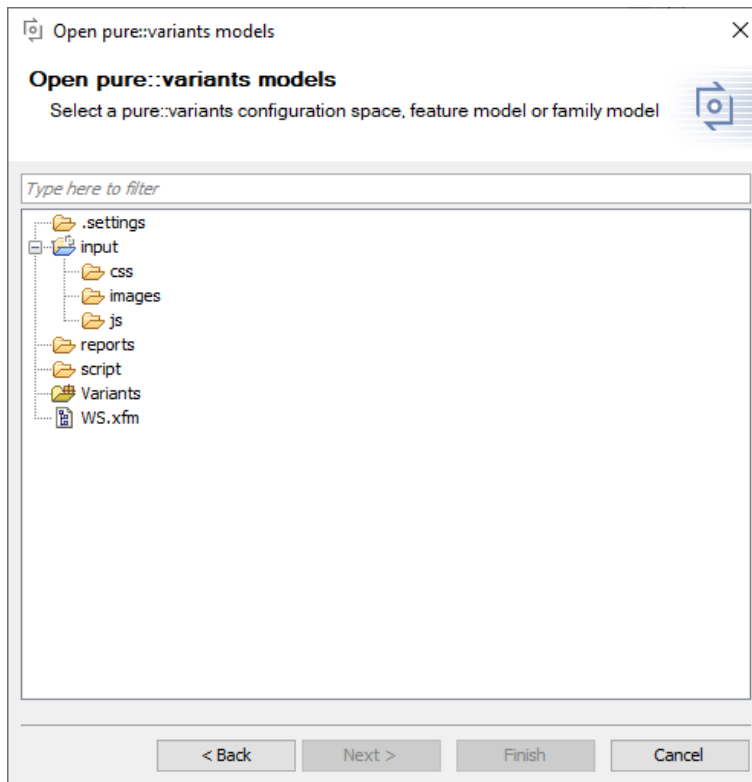 Open pure::variants models
Open pure::variants models
Select a pure::variants configuration space, feature model or family model
Type here to filter
.settings
input
css
images
js
reports
script
Variants
WS.xfm
< Back
Next >
Finish
Cancel